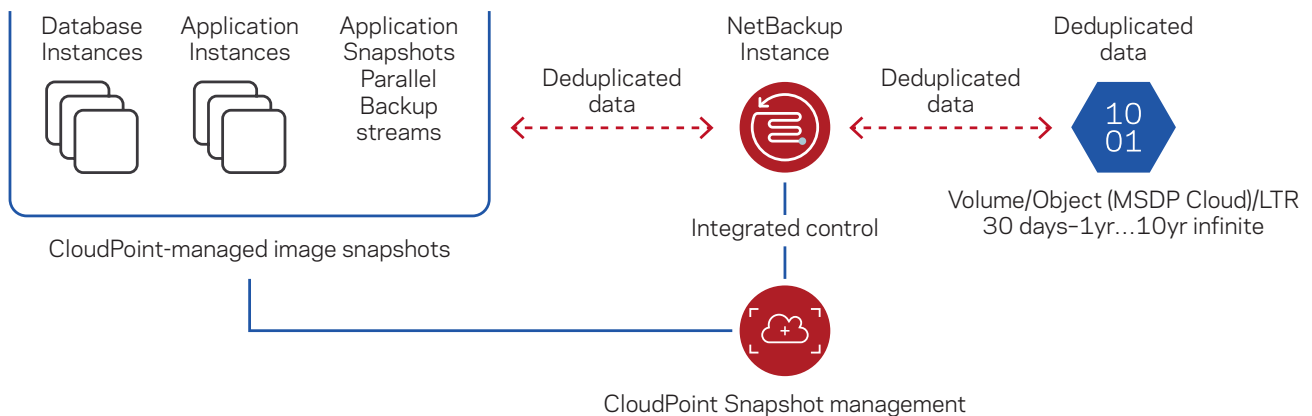 Database
Instances
Application
Instances
Application
Snapshots
Parallel
Backup
streams
Deduplicated
data
NetBackup
Instance
Deduplicated
data
Deduplicated
data
10
01
Volume/Object (MSDP Cloud)/LTR
30 days–1yr...10yr infinite
Integrated control
CloudPoint-managed image snapshots
CloudPoint Snapshot management